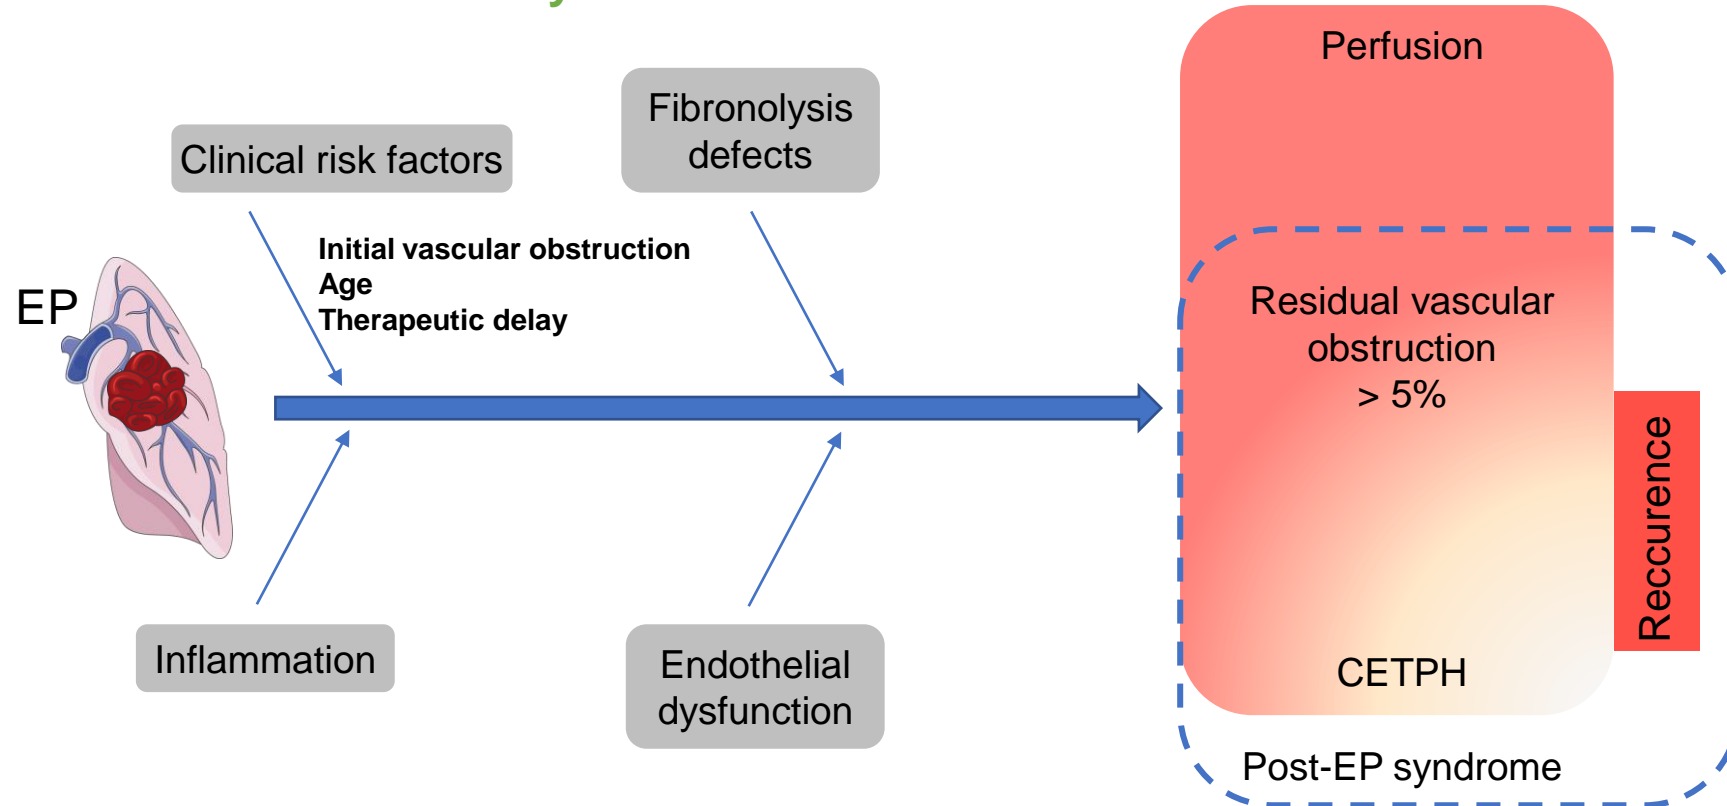 Perfusion
Fibronolysis
defects
Clinical risk factors
Initial vascular obstruction
Age
Therapeutic delay
EP
Residual vascular
obstruction
> 5%
Reccurence
Inflammation
Endothelial
dysfunction
CETPH
Post-EP syndrome